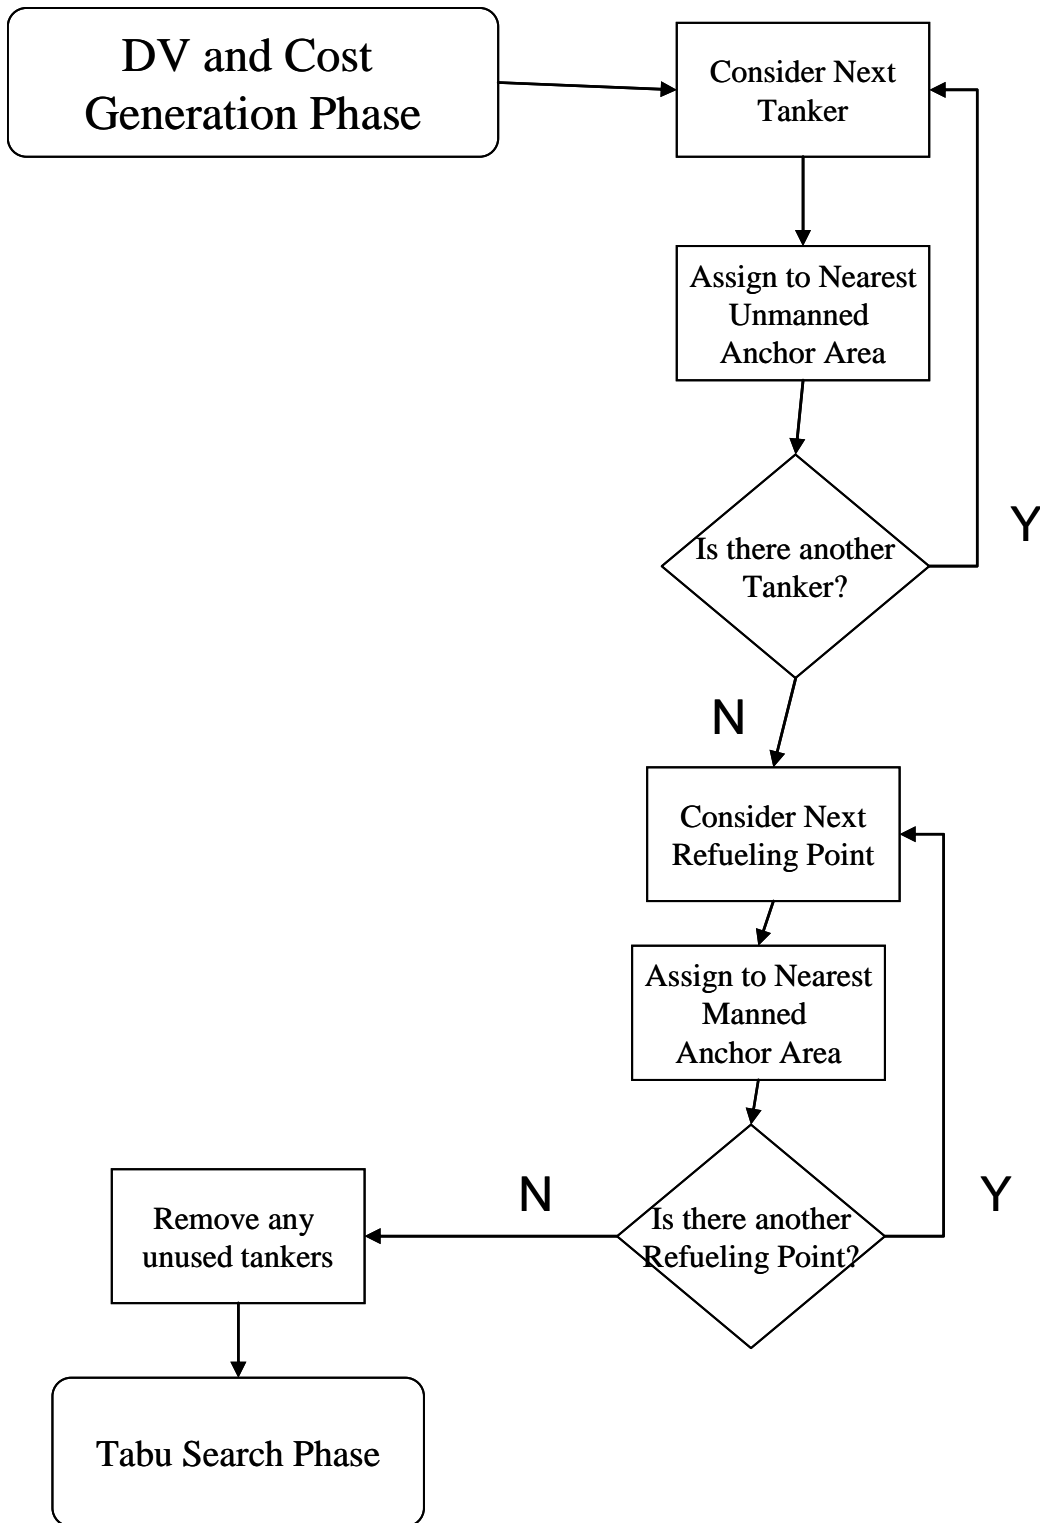 DV and Cost
Generation Phase
Consider Next
Tanker
Assign to Nearest
Unmanned
Anchor Area
Y
Is there another
Tanker?
N
Consider Next
Refueling Point
Assign to Nearest
Manned
Anchor Area
N
Y
Is there another
Refueling Point?
Remove any
unused tankers
Tabu Search Phase